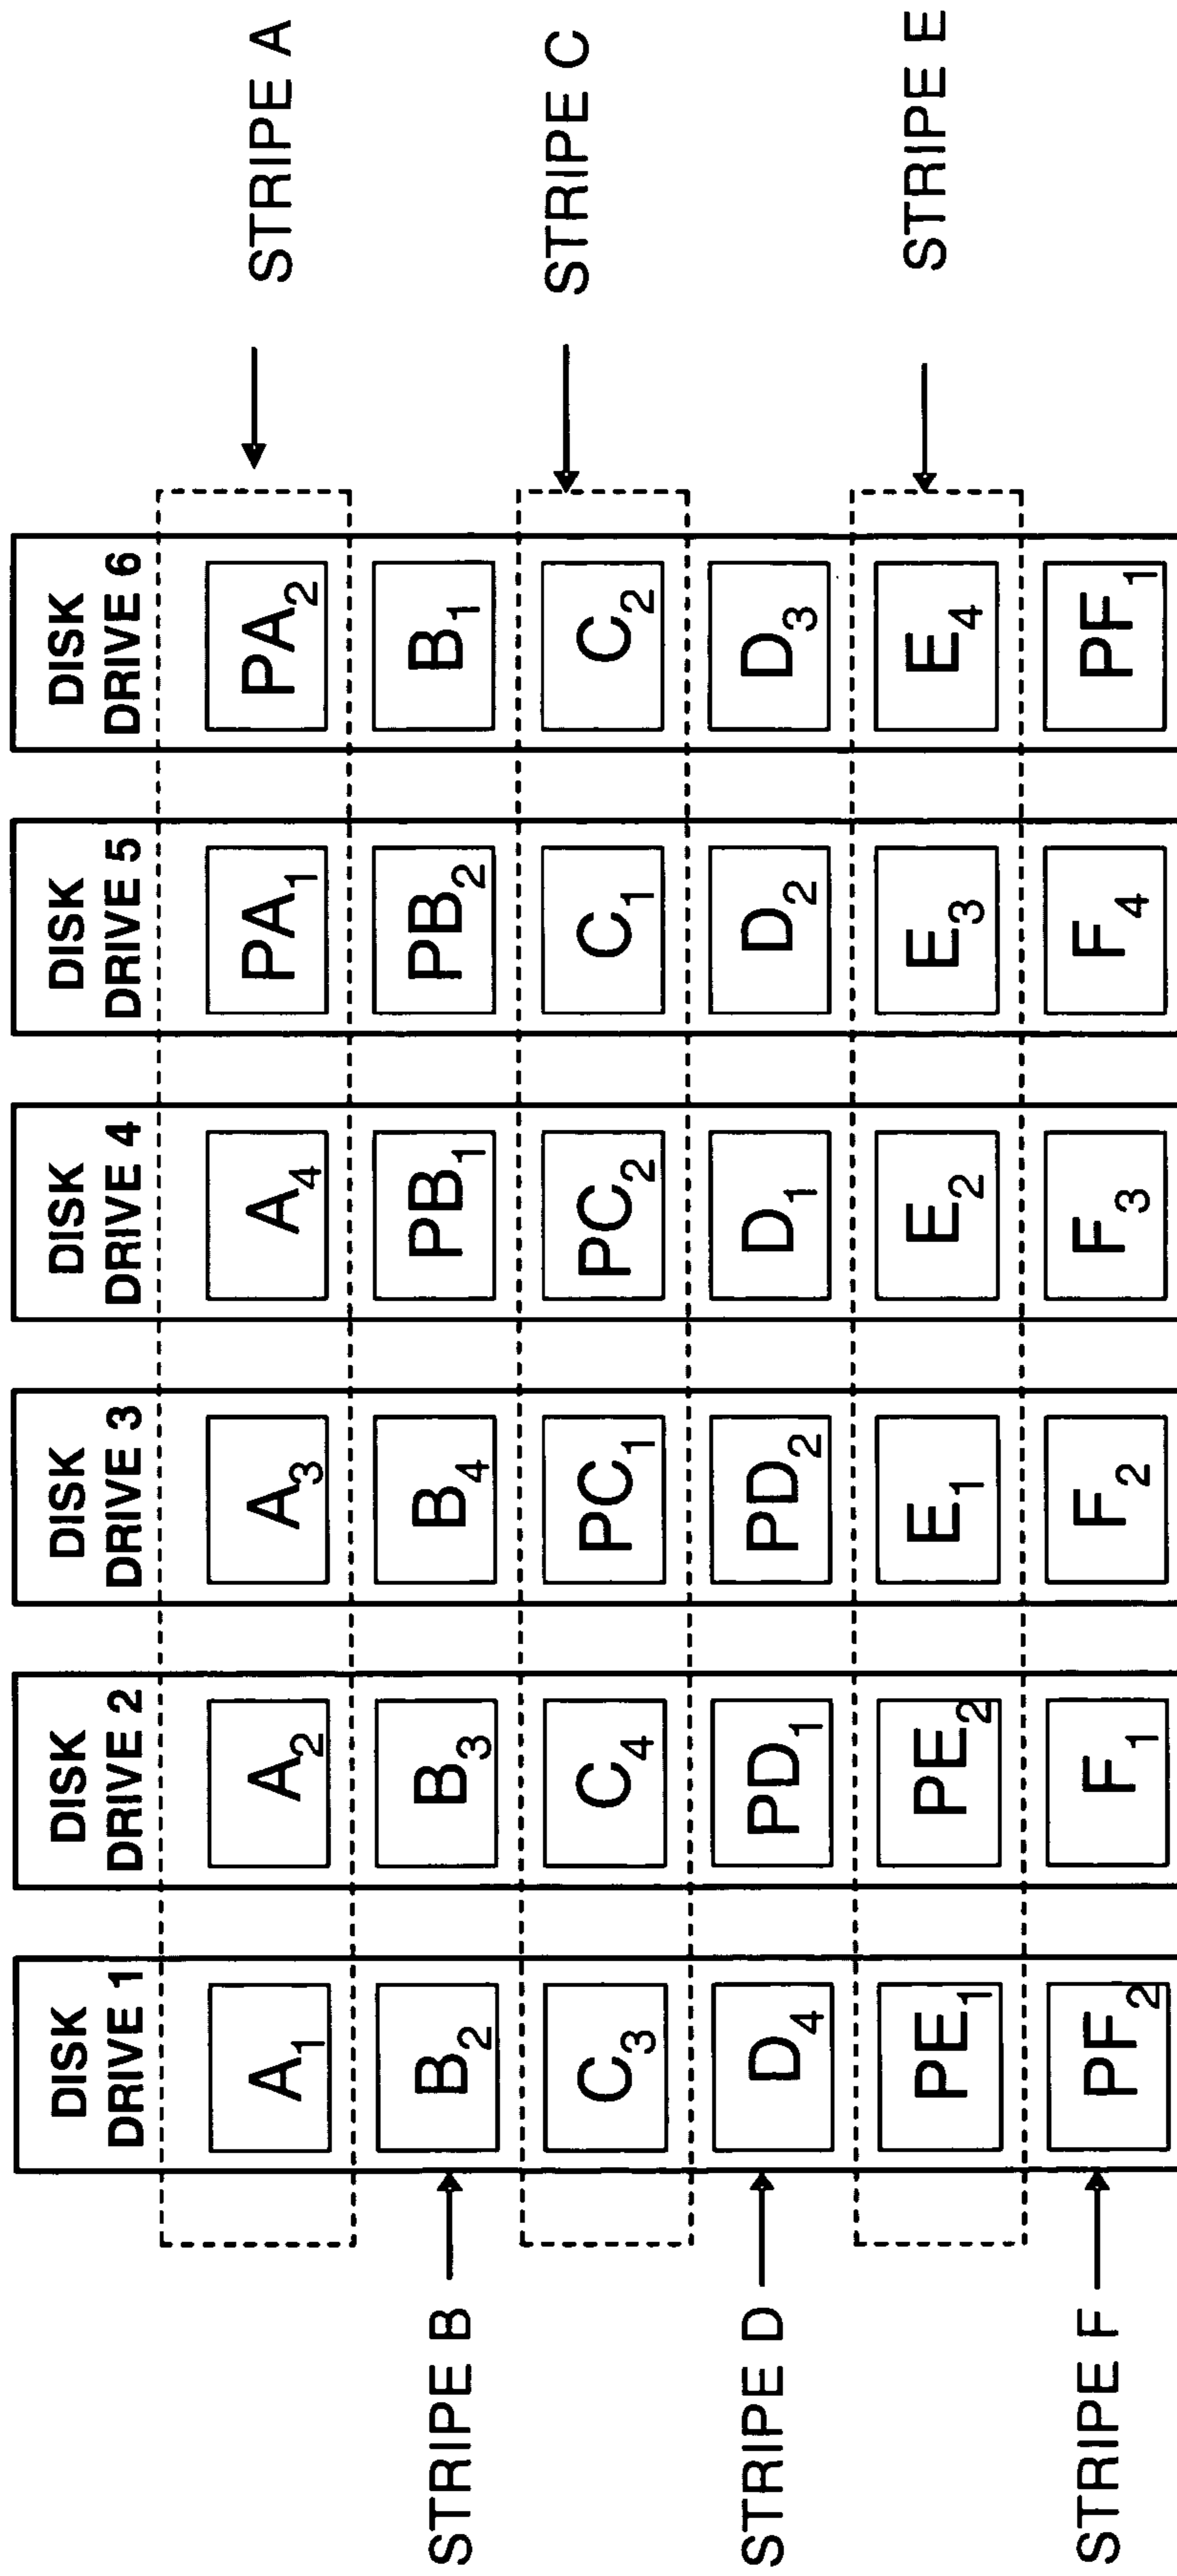 DISK DRIVE 1
DISK DRIVE 2
DISK DRIVE 3
DISK DRIVE 4
DISK DRIVE 5
DISK DRIVE 6
A1 A2 A3 A4 PA1 PA2
STRIPE A
STRIPE B
B2 B3 B4 PB1 PB2 B1
C3 C4 PC1 PC2 C1 C2
STRIPE C
STRIPE D
D4 PD1 PD2 D1 D2 D3
PE1 PE2 E1 E2 E3 E4
STRIPE E
STRIPE F
PF2 F1 F2 F3 F4 PF1